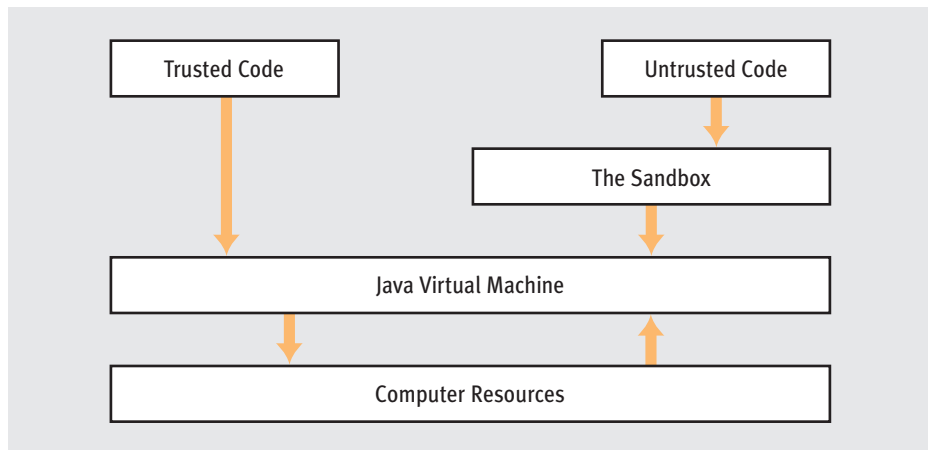 Trusted Code
Untrusted Code
The Sandbox
Java Virtual Machine
Computer Resources